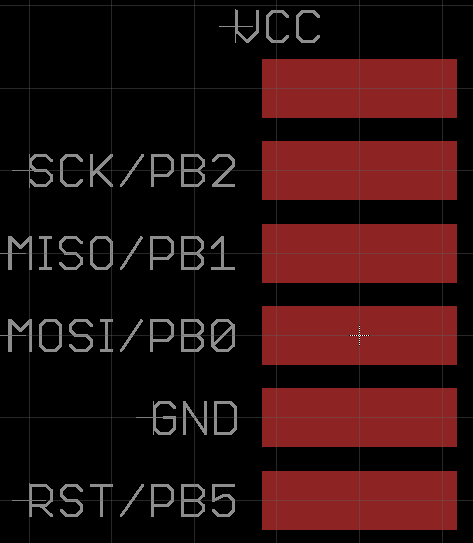 VCC
SCK/PB2
MISO/PB1
MOSI/PB0
GND
RST/PB5